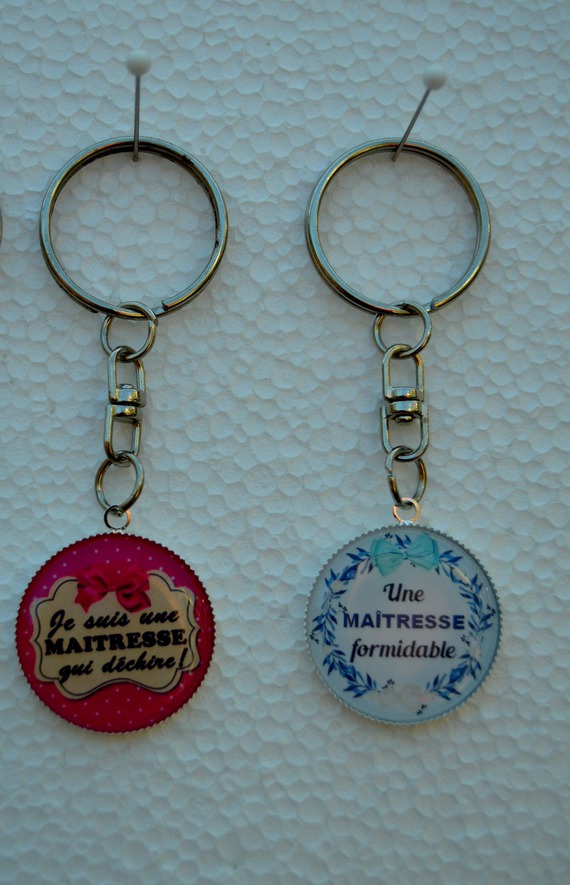 Je suis une
MAITRESSE
qui déchire!
Une
MAÎTRESSE
formidable